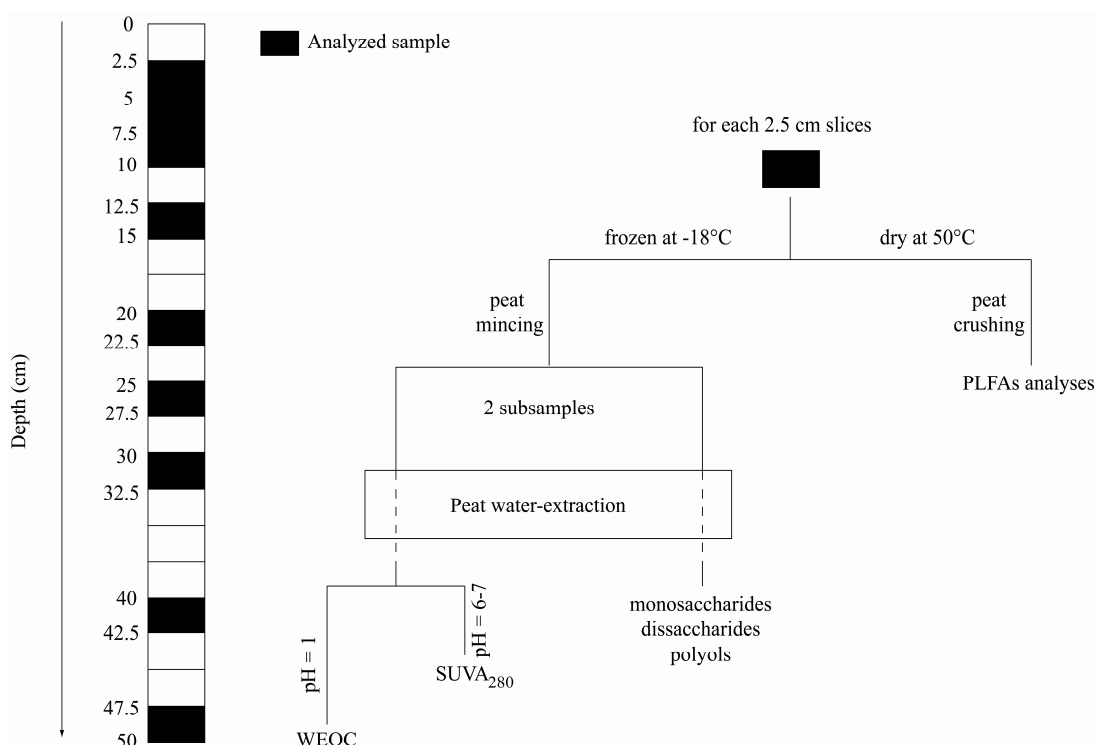 0
2.5
5
7.5
10
12.5
15
20
22.5
25
27.5
30
32.5
40
42.5
47.5
50
Depth (cm)
Analyzed sample
for each 2.5 cm slices
frozen at -18°C
dry at 50°C
peat
mincing
peat
crushing
PLFAs analyses
2 subsamples
Peat water-extraction
pH = 1
pH = 6-7
SUVA280
WEOC
monosaccharides
dissaccharides
polyols